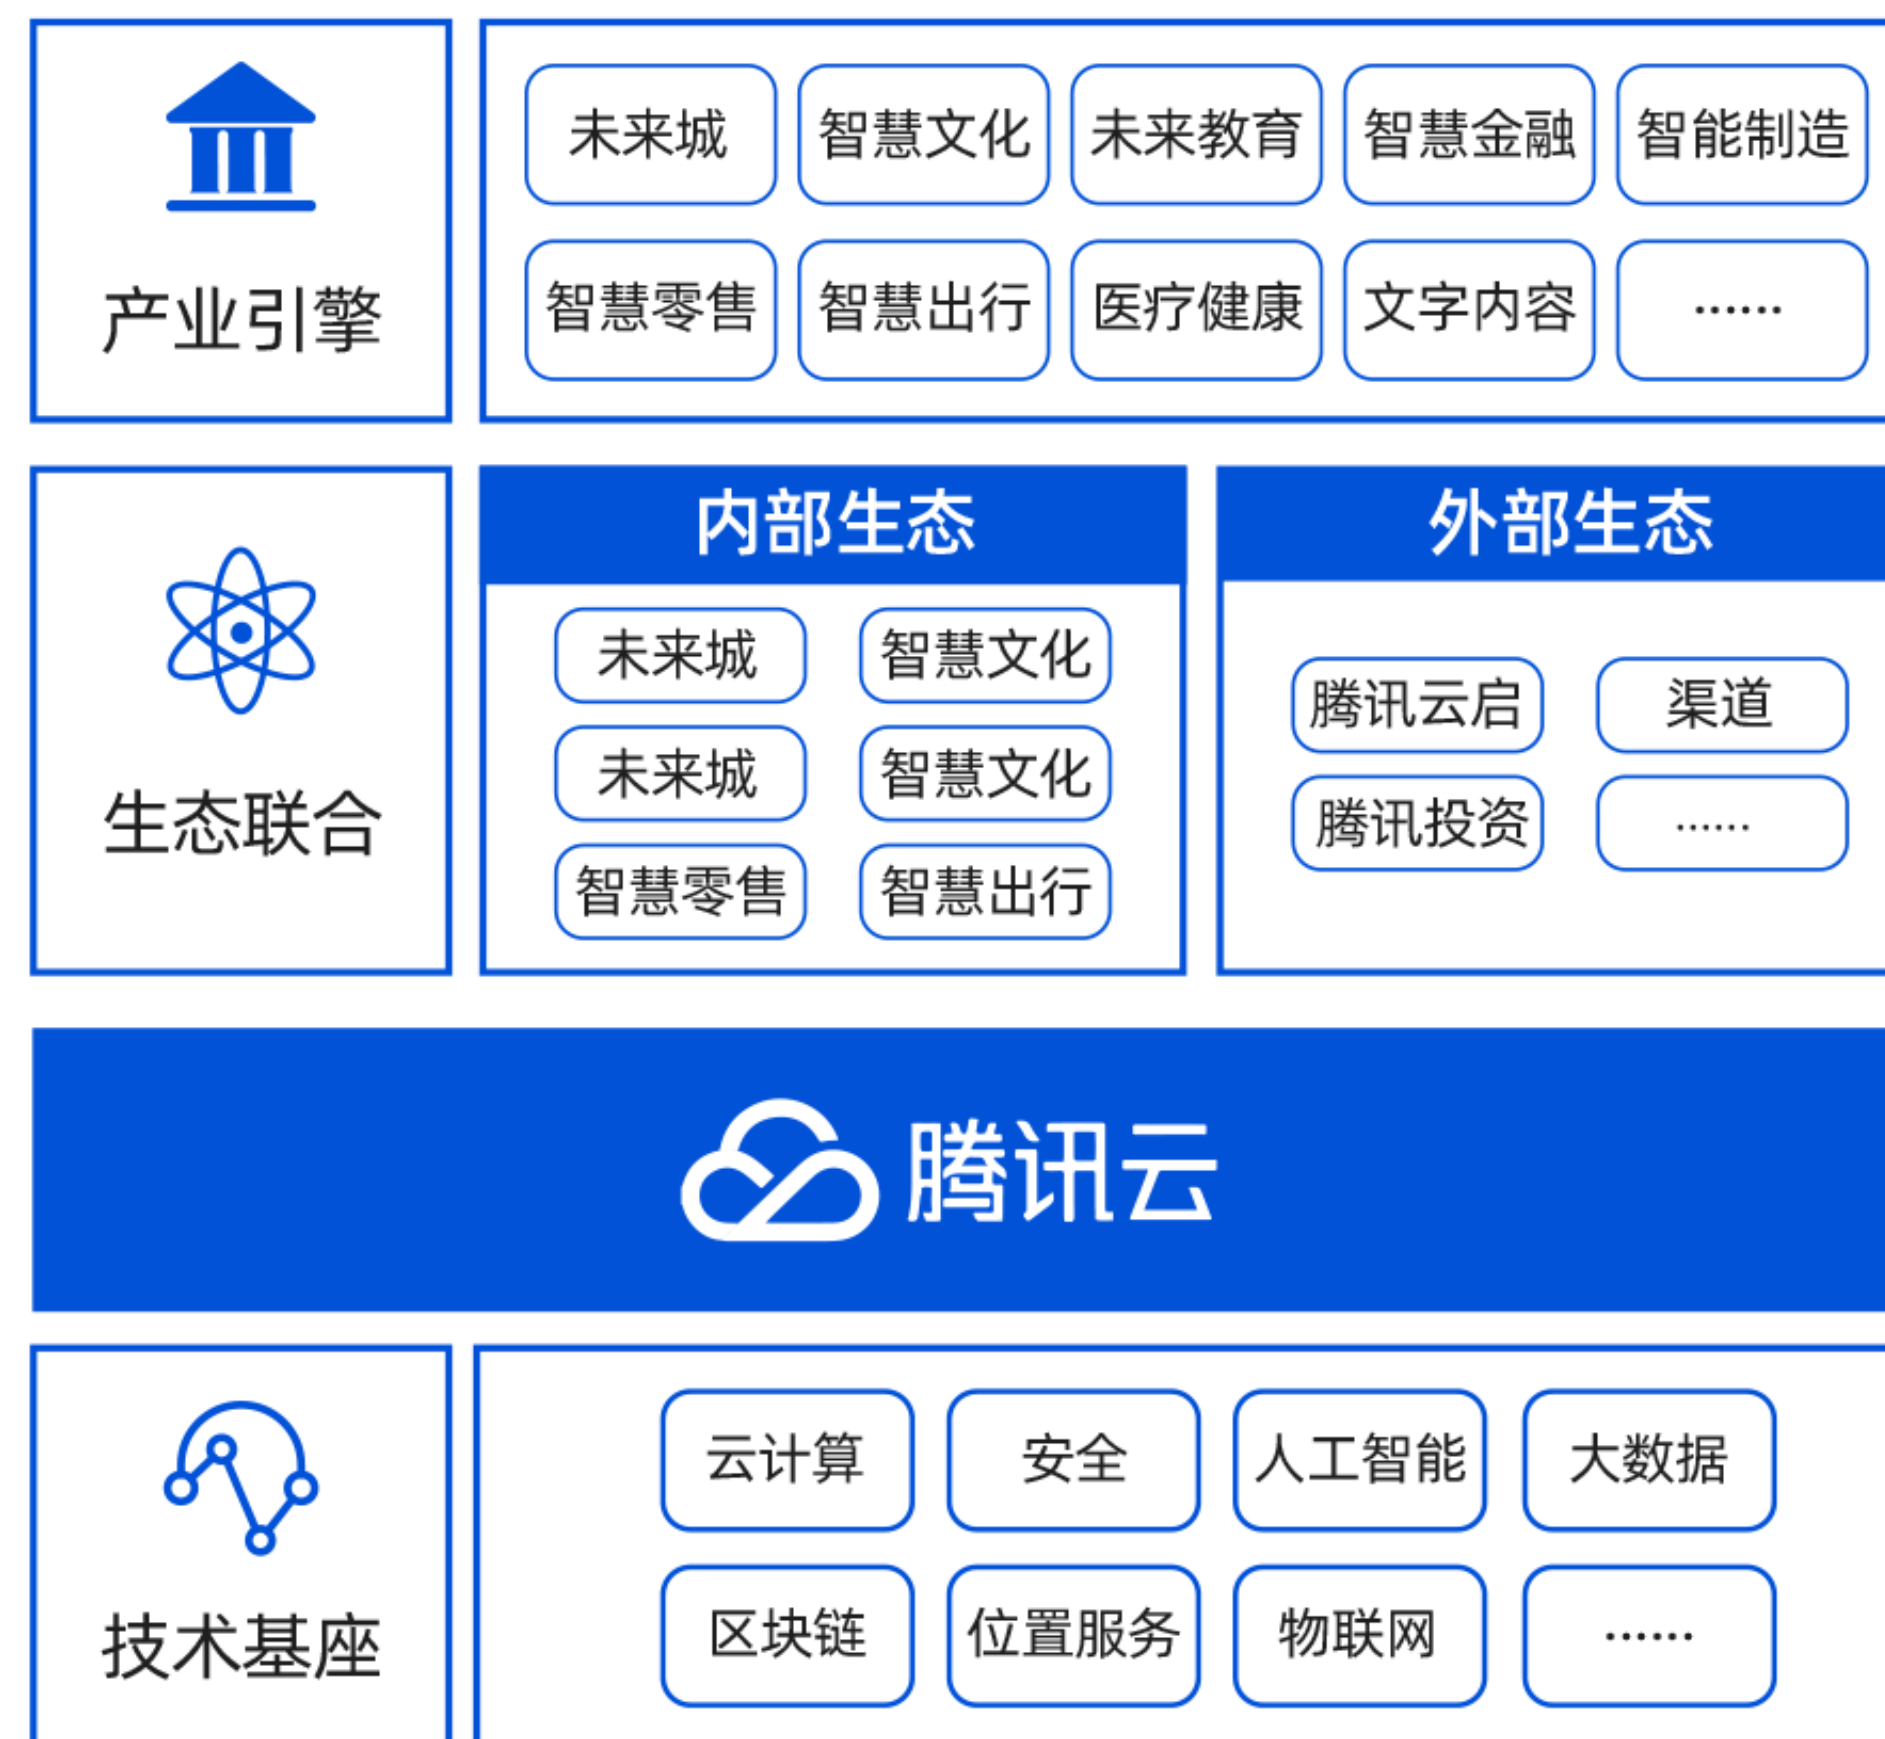 未来城 智慧文化 未来教育 智慧金融 智能制造
智慧零售 智慧出行 医疗健康 文字内容 ······
产业引擎
内部生态 外部生态
未来城 智慧文化
腾讯云启 渠道
未来城 智慧文化
腾讯投资 ······
智慧零售 智慧出行
生态联合
腾讯云
云计算 安全 人工智能 大数据
区块链 位置服务 物联网 ······
技术基座